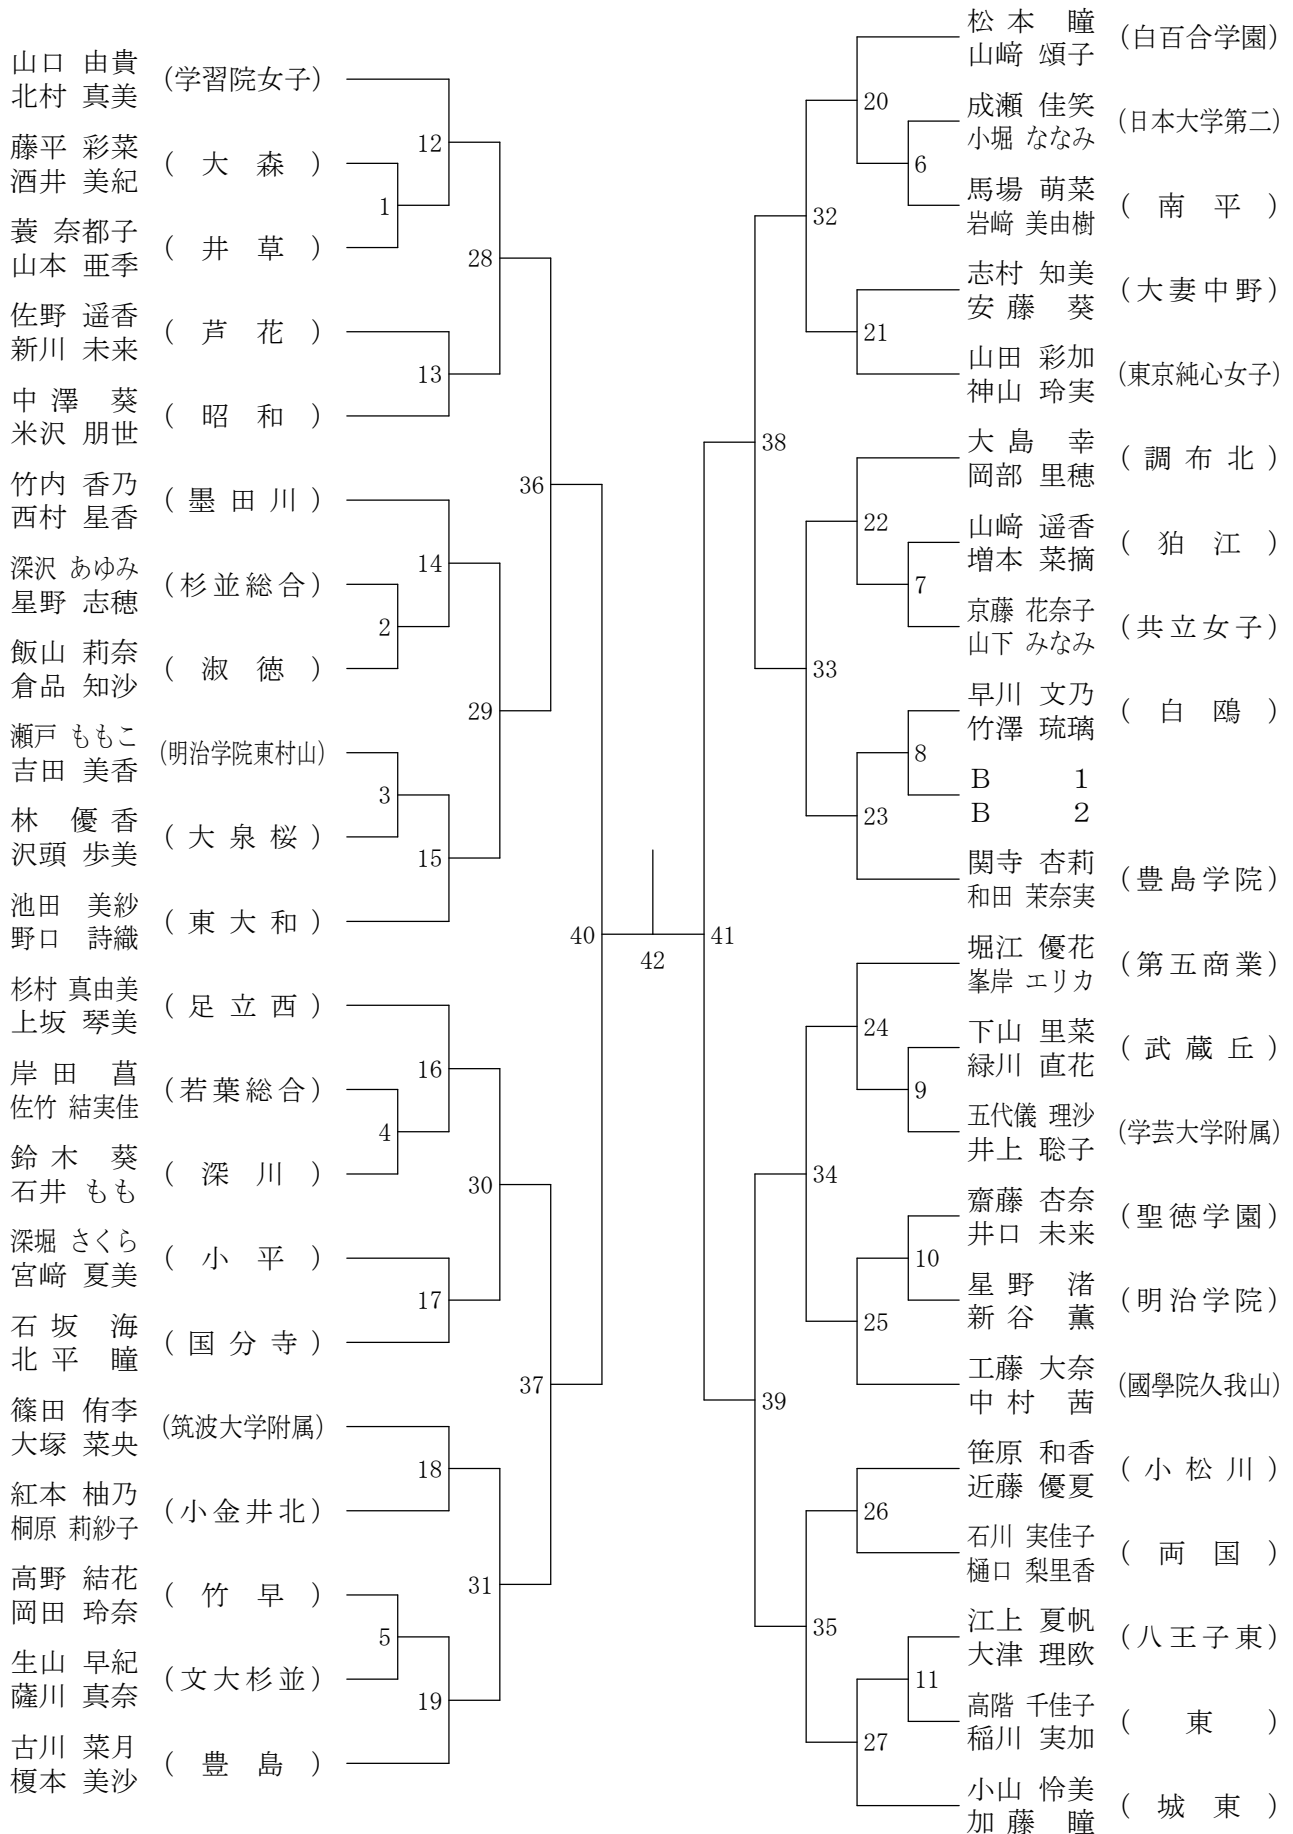 山口 由貴
北村 真美
(学習院女子)
藤平 彩菜
酒井 美紀
( 大 森 )
蓑 奈都子
山本 亜季
( 井 草 )
佐野 遥香
新川 未来
( 芦 花 )
中 澤 葵
米沢 朋世
( 昭 和 )
竹内 香乃
西村 星香
( 墨 田 川 )
深沢 あゆみ
星野 志穂
(杉並総合)
飯山 莉奈
倉品 知沙
( 淑 徳 )
瀬戸 ももこ
吉田 美香
(明治学院東村山)
林 優 香
沢頭 歩美
( 大 泉 桜 )
池田 美紗
野口 詩織
( 東 大 和 )
杉村 真由美
上坂 琴美
( 足 立 西 )
岸 田 菖
佐竹 結実佳
(若葉総合)
鈴 木 葵
石井 もも
( 深 川 )
深堀 さくら
宮﨑 夏美
( 小 平 )
石 坂 海
北 平 瞳
( 国 分 寺 )
篠田 侑李
大塚 菜央
(筑波大学附属)
紅本 柚乃
桐原 莉紗子
(小金井北)
高野 結花
岡田 玲奈
( 竹 早 )
生山 早紀
薩川 真奈
(文大杉並)
古川 菜月
榎本 美沙
( 豊 島 )
1
2
3
4
5
12
13
14
15
16
17
18
19
28
29
30
31
36
37
40
42
41
38
39
32
33
34
35
20
21
22
23
24
25
26
27
6
7
8
9
10
11
松 本 瞳
山﨑 頌子
(白百合学園)
成瀬 佳笑
小堀 ななみ
(日本大学第二)
馬場 萌菜
岩﨑 美由樹
( 南 平 )
志村 知美
安 藤 葵
(大妻中野)
山田 彩加
神山 玲実
(東京純心女子)
大 島 幸
岡部 里穂
( 調 布 北 )
山﨑 遥香
増本 菜摘
( 狛 江 )
京藤 花奈子
山下 みなみ
(共立女子)
早川 文乃
竹澤 琉璃
( 白 鴎 )
B 1
B 2
関寺 杏莉
和田 茉奈実
(豊島学院)
堀江 優花
峯岸 エリカ
(第五商業)
下山 里菜
緑川 直花
( 武 蔵 丘 )
五代儀 理沙
井上 聡子
(学芸大学附属)
齋藤 杏奈
井口 未来
(聖徳学園)
星 野 渚
新 谷 薫
(明治学院)
工藤 大奈
中 村 茜
(國學院久我山)
笹原 和香
近藤 優夏
( 小 松 川 )
石川 実佳子
樋口 梨里香
( 両 国 )
江上 夏帆
大津 理欧
(八王子東)
高階 千佳子
稲川 実加
( 東 )
小山 怜美
加 藤 瞳
( 城 東 )